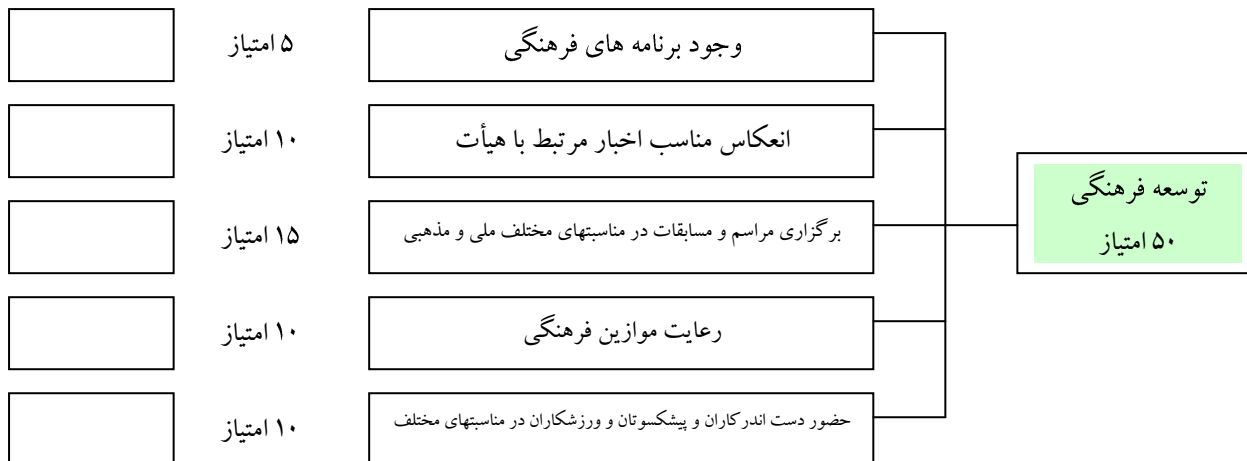 توسعه فرهنگی
۵۰ امتیاز
وجود برنامه های فرهنگی
۵ امتیاز
انعکاس مناسب اخبار مرتبط با هیأت
۱۰ امتیاز
برگزاری مراسم و مسابقات در مناسبتهای مختلف ملی و مذهبی
۱۵ امتیاز
رعایت موازین فرهنگی
۱۰ امتیاز
حضور دست اندرکاران و پیشکسوتان و ورزشکاران در مناسبتهای مختلف
۱۰ امتیاز